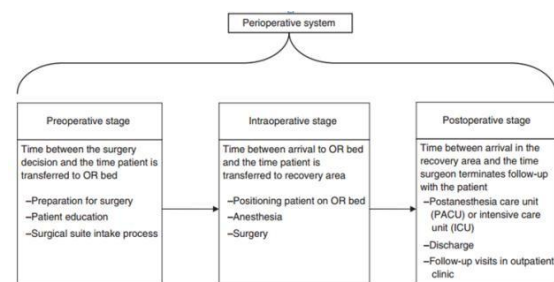 Perioperative system
Preoperative stage
Time between the surgery
decision and the time patient is
transferred to OR bed
–Preparation for surgery
–Patient education
–Surgical suite intake process
Intraoperative stage
Time between arrival to OR bed
and the time patient is
transferred to recovery area
–Positioning patient on OR bed
–Anesthesia
–Surgery
Postoperative stage
Time between arrival in the
recovery area and the time
surgeon terminates follow-up
with the patient
–Postanesthesia care unit
(PACU) or intensive care
unit (ICU)
–Discharge
–Follow-up visits in outpatient
clinic